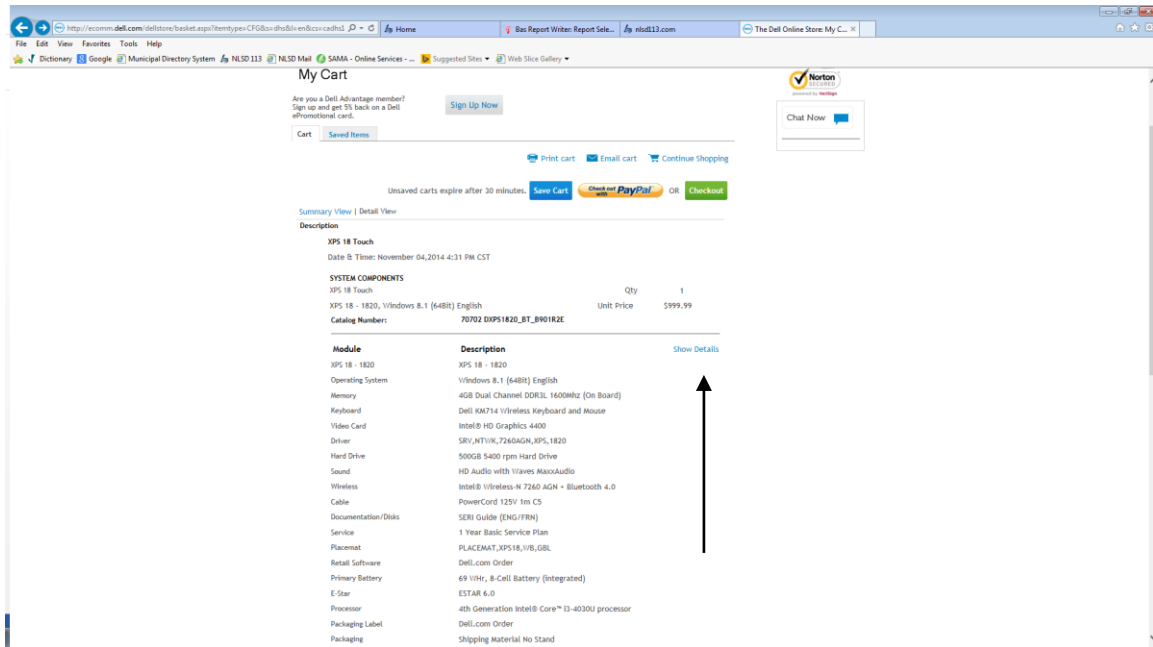 http://ecomm.dell.com/dellstore/basket.aspx?itemtype=CFG&s=dhs&l=en&cs=cadhs1
Home
Bas Report Writer: Report Sele...
nlsd113.com
The Dell Online Store: My C...
File Edit View Favorites Tools Help
Dictionary Google Municipal Directory System NLSD 113 NLSD Mail SAMA - Online Services - ... Suggested Sites Web Slice Gallery
My Cart
Norton
SECURED
powered by VeriSign
Are you a Dell Advantage member?
Sign up and get 5% back on a Dell
ePromotional card.
Sign Up Now
Chat Now
Cart Saved Items
Print cart Email cart Continue Shopping
Unsaved carts expire after 30 minutes. Save Cart Check out with PayPal OR Checkout
Summary View | Detail View
Description
XPS 18 Touch
Date & Time: November 04,2014 4:31 PM CST
SYSTEM COMPONENTS
XPS 18 Touch Qty 1
XPS 18 - 1820, Windows 8.1 (64Bit) English Unit Price $999.99
Catalog Number: 70702 DXPS1820_BT_B901R2E
Module Description Show Details
XPS 18 - 1820 XPS 18 - 1820
Operating System Windows 8.1 (64Bit) English
Memory 4GB Dual Channel DDR3L 1600Mhz (On Board)
Keyboard Dell KM714 Wireless Keyboard and Mouse
Video Card Intel® HD Graphics 4400
Driver SRV,NTWK,7260AGN,XPS,1820
Hard Drive 500GB 5400 rpm Hard Drive
Sound HD Audio with Waves MaxxAudio
Wireless Intel® Wireless-N 7260 AGN + Bluetooth 4.0
Cable PowerCord 125V 1m C5
Documentation/Disks SERI Guide (ENG/FRN)
Service 1 Year Basic Service Plan
Placemat PLACEMAT,XPS18,WB,GBL
Retail Software Dell.com Order
Primary Battery 69 WHr, 8-Cell Battery (integrated)
E-Star ESTAR 6.0
Processor 4th Generation Intel® Core™ i3-4030U processor
Packaging Label Dell.com Order
Packaging Shipping Material No Stand